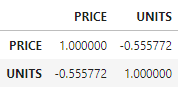 PRICE UNITS
PRICE 1.000000 -0.555772
UNITS -0.555772 1.000000